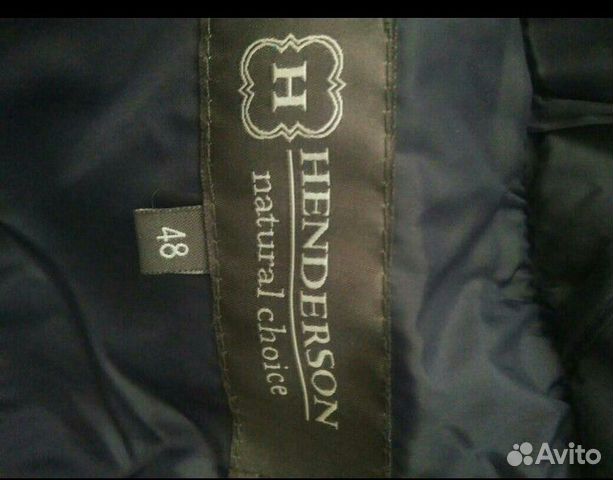 H
HENDERSON
natural choice
48
Avito